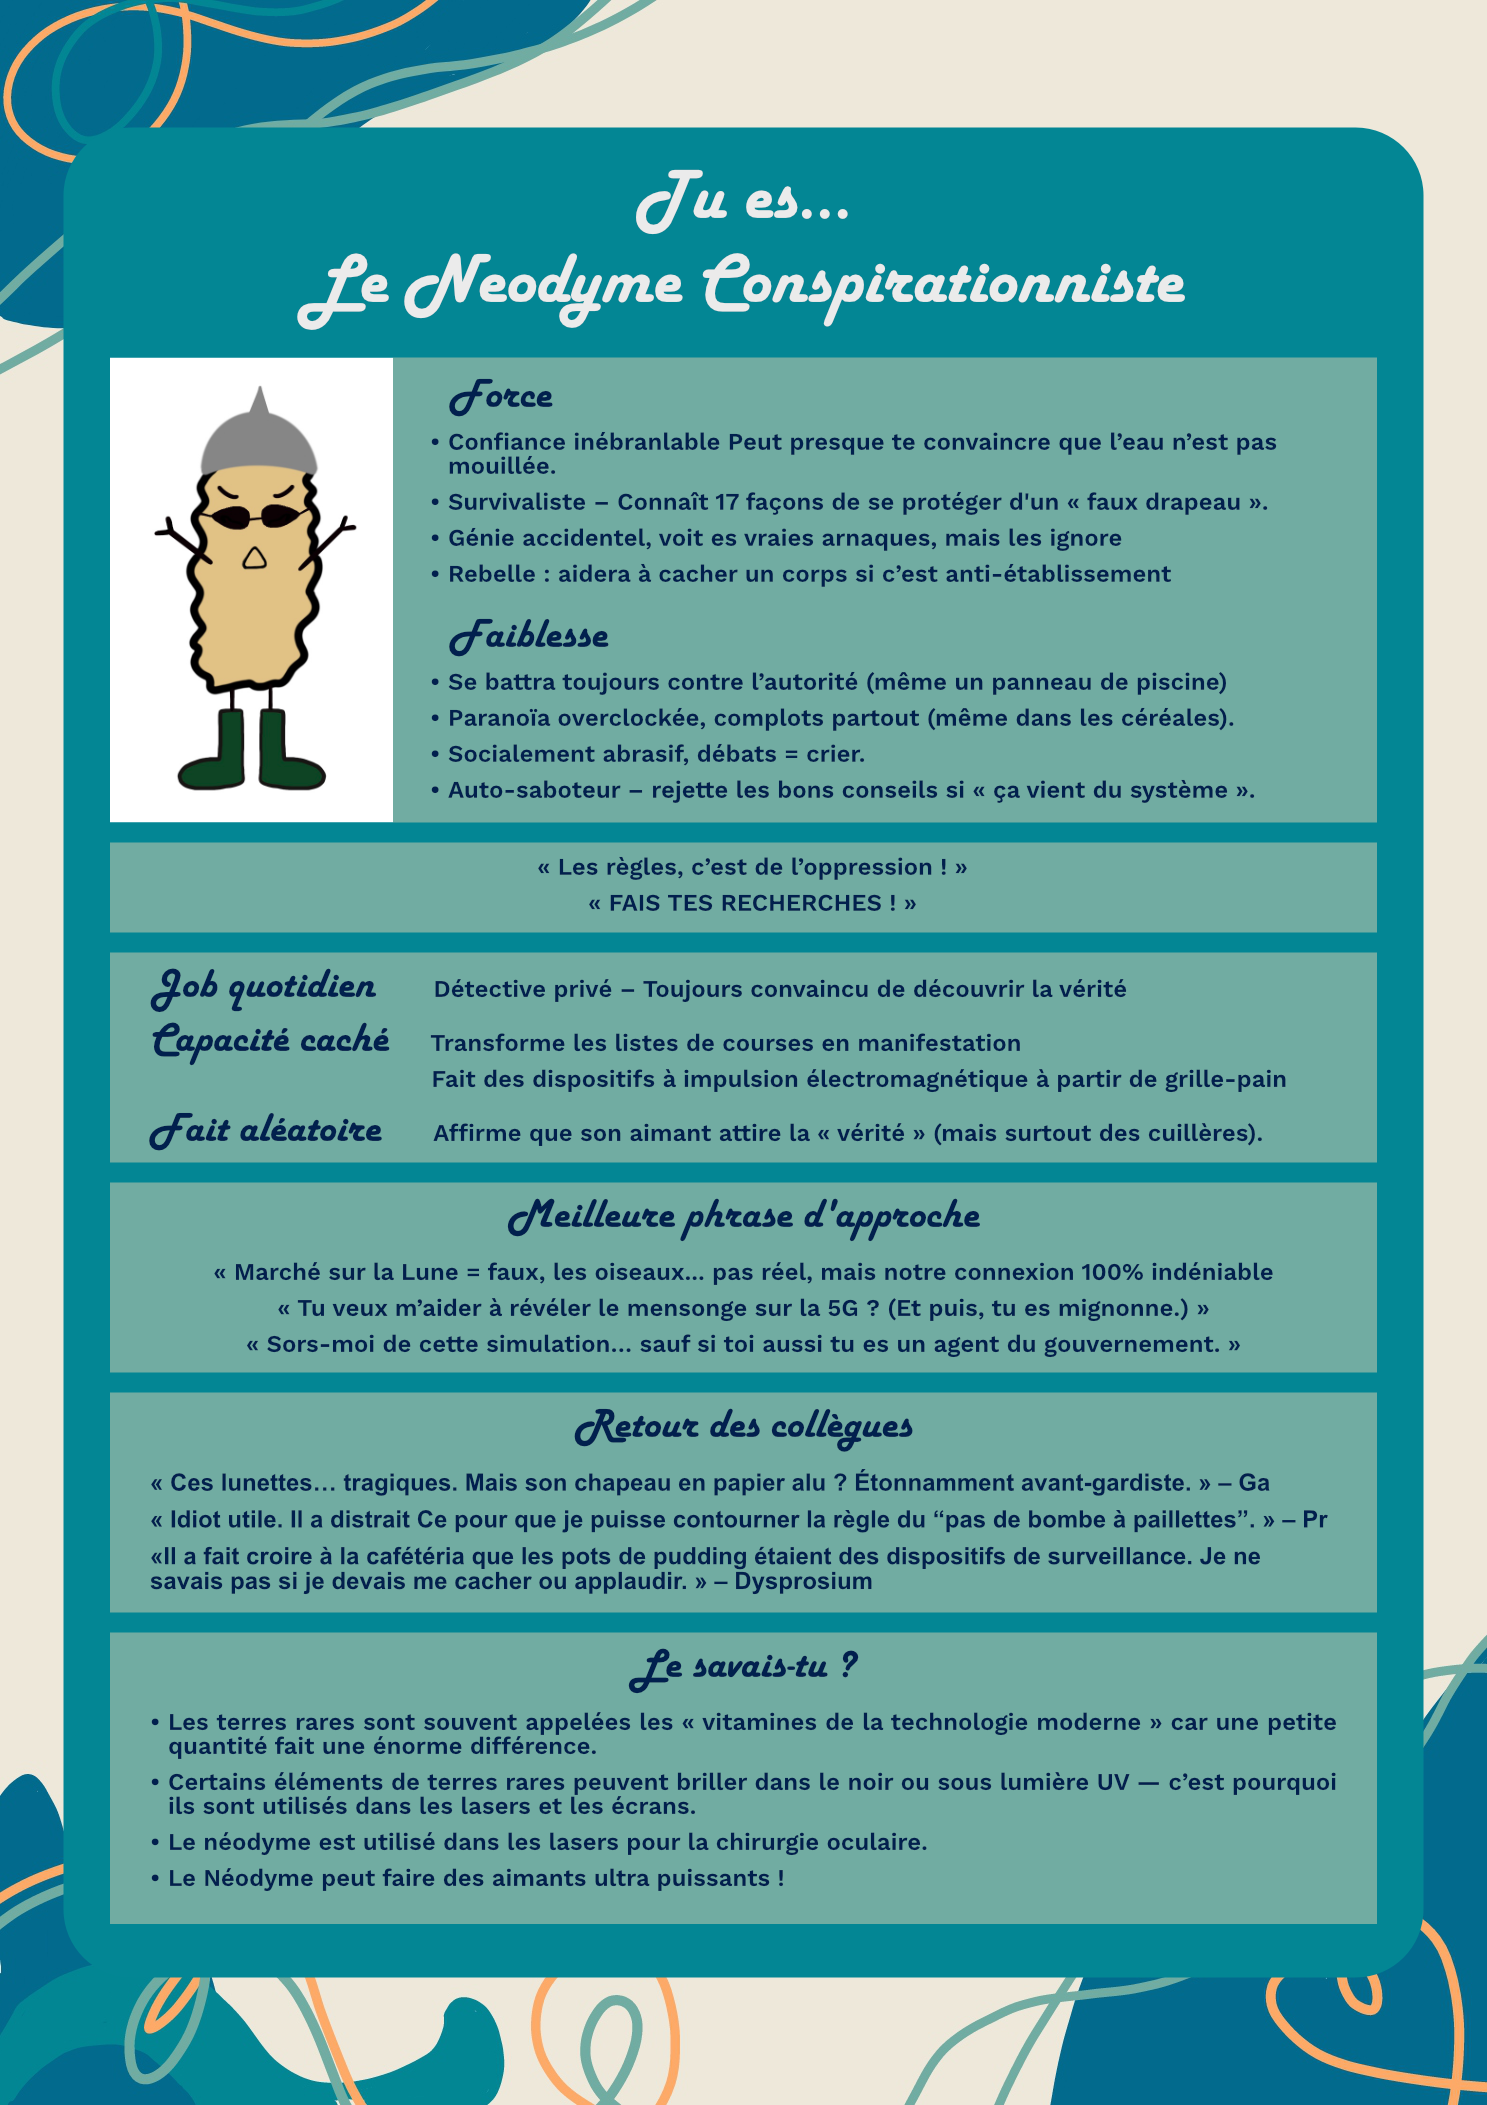 Tu es...
Le Neodyme Conspirationniste
Force
• Confiance inébranlable Peut presque te convaincre que l’eau n’est pas
mouillée.
• Survivaliste – Connaît 17 façons de se protéger d'un « faux drapeau ».
• Génie accidentel, voit es vraies arnaques, mais les ignore
• Rebelle : aidera à cacher un corps si c’est anti-établissement
Faiblesse
• Se battra toujours contre l’autorité (même un panneau de piscine)
• Paranoïa overclockée, complots partout (même dans les céréales).
• Socialement abrasif, débats = crier.
• Auto-saboteur – rejette les bons conseils si « ça vient du système ».
« Les règles, c’est de l’oppression ! »
« FAIS TES RECHERCHES ! »
Job quotidien Détective privé – Toujours convaincu de découvrir la vérité
Capacité caché Transforme les listes de courses en manifestation
Fait des dispositifs à impulsion électromagnétique à partir de grille-pain
Fait aléatoire Affirme que son aimant attire la « vérité » (mais surtout des cuillères).
Meilleure phrase d'approche
« Marché sur la Lune = faux, les oiseaux... pas réel, mais notre connexion 100% indéniable
« Tu veux m’aider à révéler le mensonge sur la 5G ? (Et puis, tu es mignonne.) »
« Sors-moi de cette simulation... sauf si toi aussi tu es un agent du gouvernement. »
Retour des collègues
« Ces lunettes… tragiques. Mais son chapeau en papier alu ? Étonnamment avant-gardiste. » – Ga
« Idiot utile. Il a distrait Ce pour que je puisse contourner la règle du “pas de bombe à paillettes”. » – Pr
«Il a fait croire à la cafétéria que les pots de pudding étaient des dispositifs de surveillance. Je ne
savais pas si je devais me cacher ou applaudir. » – Dysprosium
Le savais-tu ?
• Les terres rares sont souvent appelées les « vitamines de la technologie moderne » car une petite
quantité fait une énorme différence.
• Certains éléments de terres rares peuvent briller dans le noir ou sous lumière UV — c’est pourquoi
ils sont utilisés dans les lasers et les écrans.
• Le néodyme est utilisé dans les lasers pour la chirurgie oculaire.
• Le Néodyme peut faire des aimants ultra puissants !